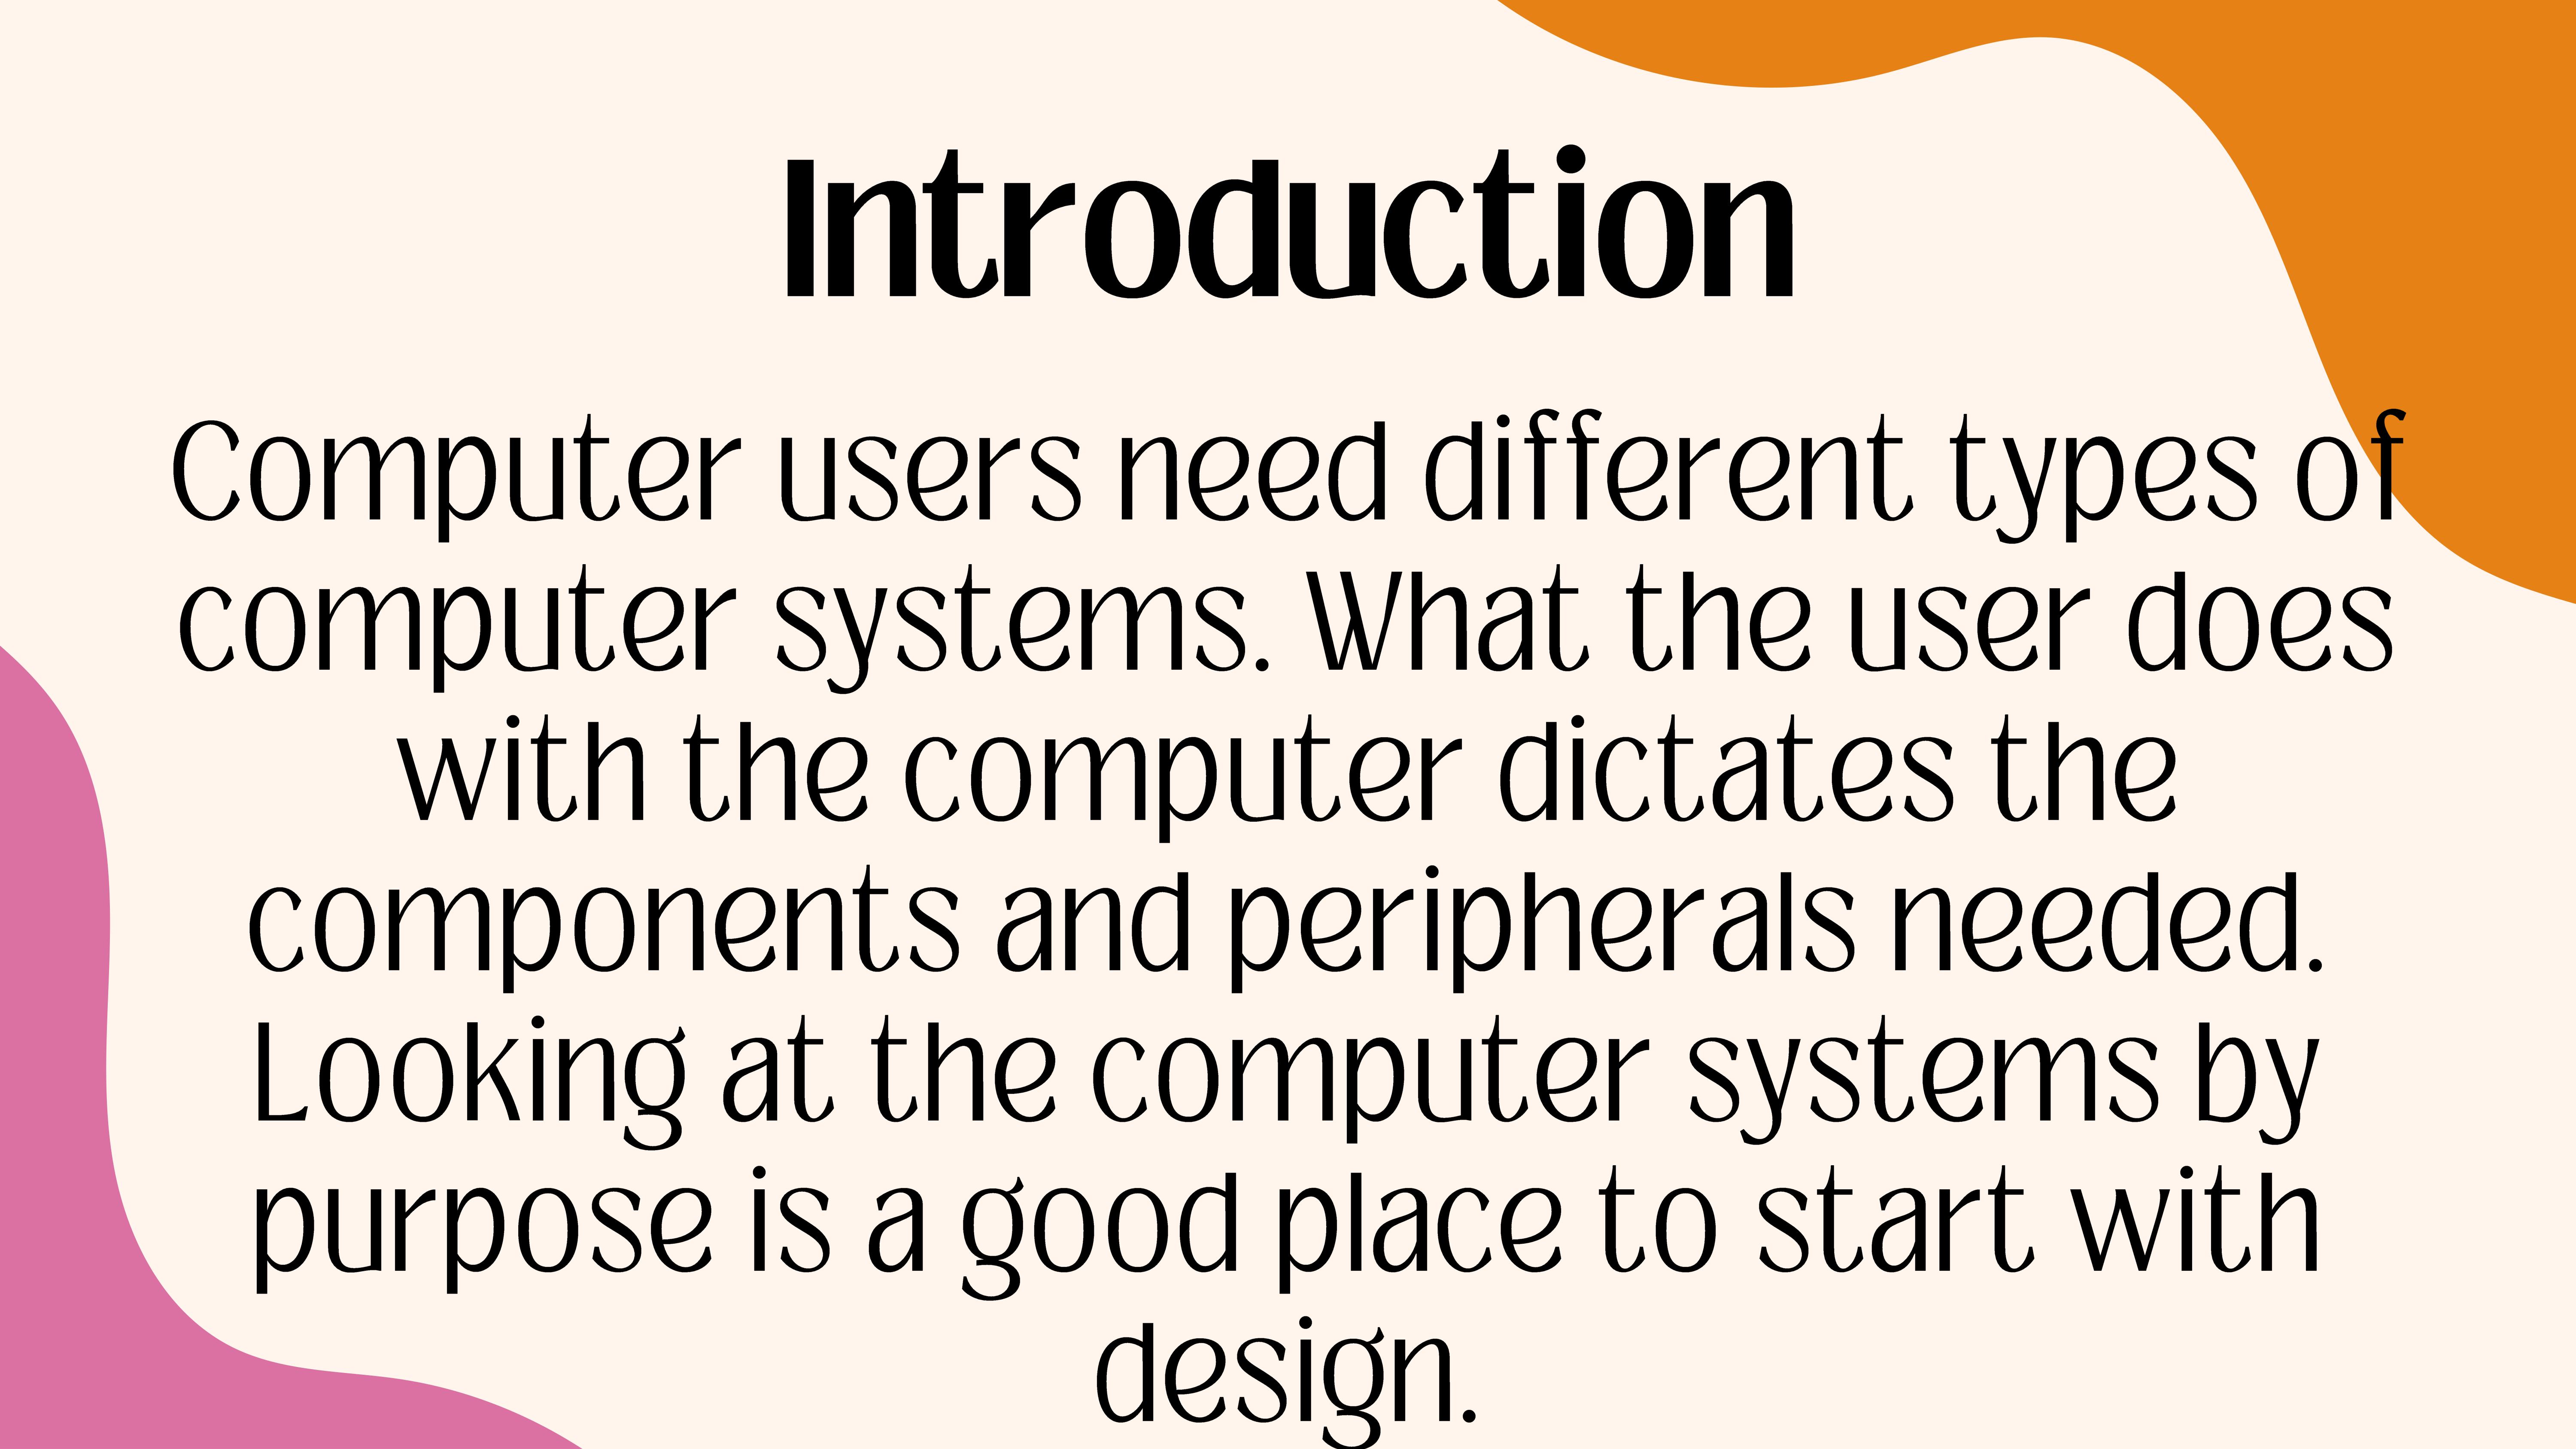 Introduction
Computer users need different types of
computer systems. What the user does
with the computer dictates the
components and peripherals needed.
Looking at the computer systems by
purpose is a good place to start with
design.